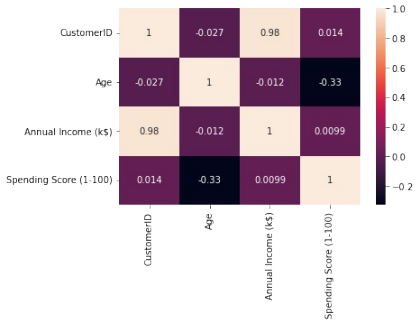 CustomerID 1 -0.027 0.98 0.014
Age -0.027 1 -0.012 -0.33
Annual Income (k$) 0.98 -0.012 1 0.0099
Spending Score (1-100) 0.014 -0.33 0.0099 1
CustomerID
Age
Annual Income (k$)
Spending Score (1-100)
1.0
0.8
0.6
0.4
0.2
0.0
-0.2